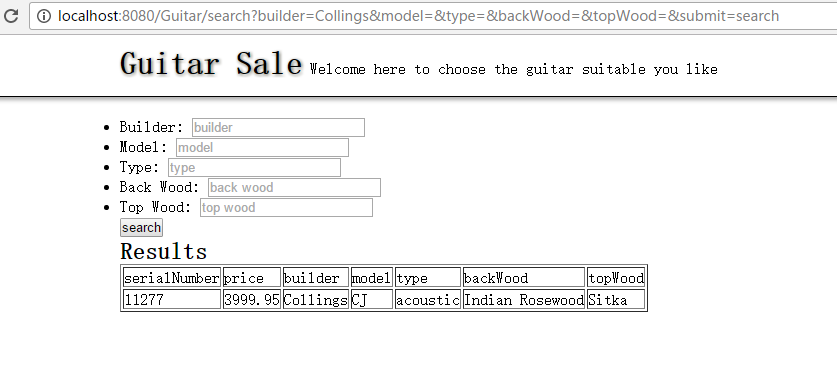 localhost:8080/Guitar/search?builder=Collings&model=&type=&backWood=&topWood=&submit=search
Guitar Sale Welcome here to choose the guitar suitable you like
Builder: builder
Model: model
Type: type
Back Wood: back wood
Top Wood: top wood
search
Results
serialNumber price builder model type backWood topWood
11277 3999.95 Collings CJ acoustic Indian Rosewood Sitka